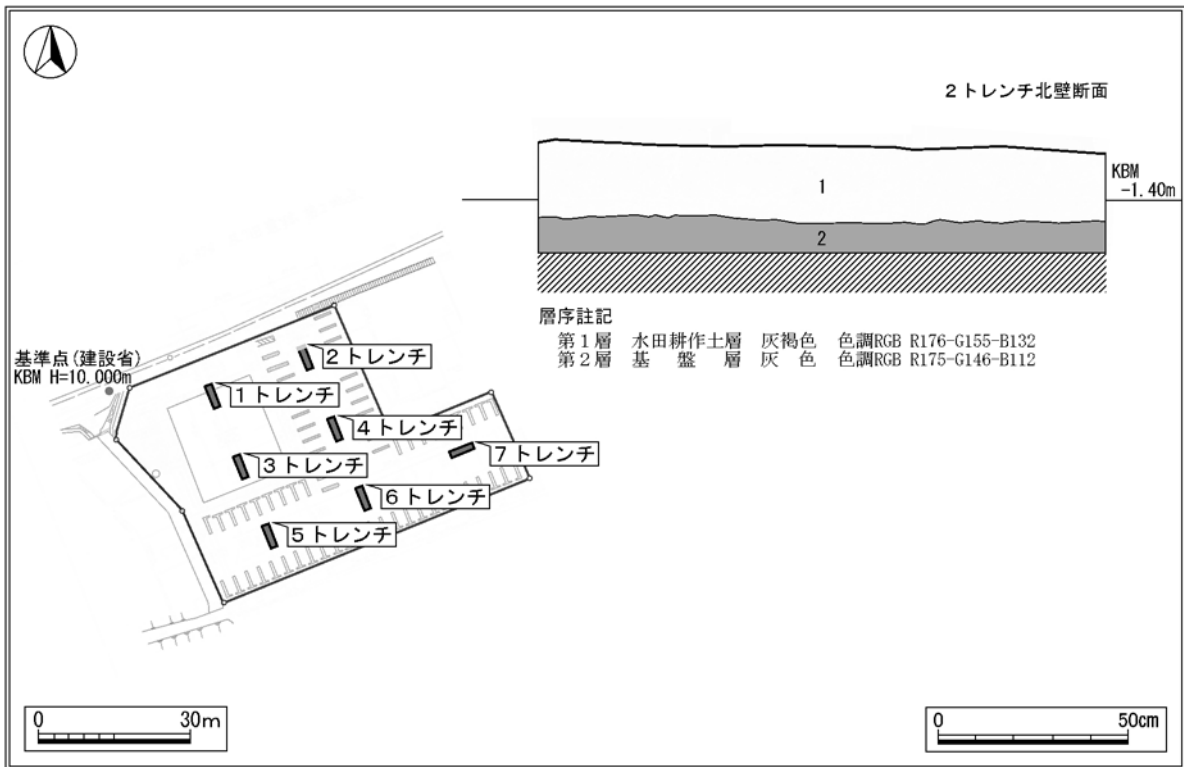 2トレンチ北壁断面
KBM
-1.40m
1
2
層序註記
第1層 水田耕作土層 灰褐色 色調RGB R176-G155-B132
第2層 基盤層 灰色 色調RGB R175-G146-B112
基準点(建設省)
KBM H=10.000m
2トレンチ
1トレンチ
4トレンチ
7トレンチ
3トレンチ
6トレンチ
5トレンチ
0 30m
0 50cm